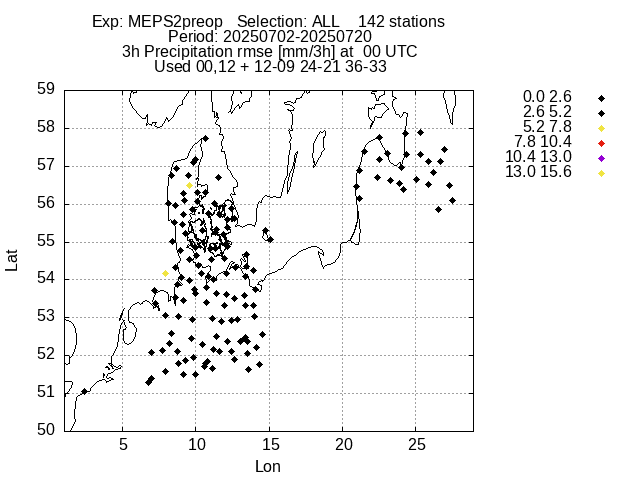 Exp: MEPS2preop   Selection: ALL    142 stations
Period: 20250702-20250720
3h Precipitation rmse [mm/3h] at  00 UTC
Used 00,12 + 12-09 24-21 36-33
0.0 2.6
2.6 5.2
5.2 7.8
7.8 10.4
10.4 13.0
13.0 15.6
59
58
57
56
55
54
53
52
51
50
Lat
5 10 15 20 25
Lon